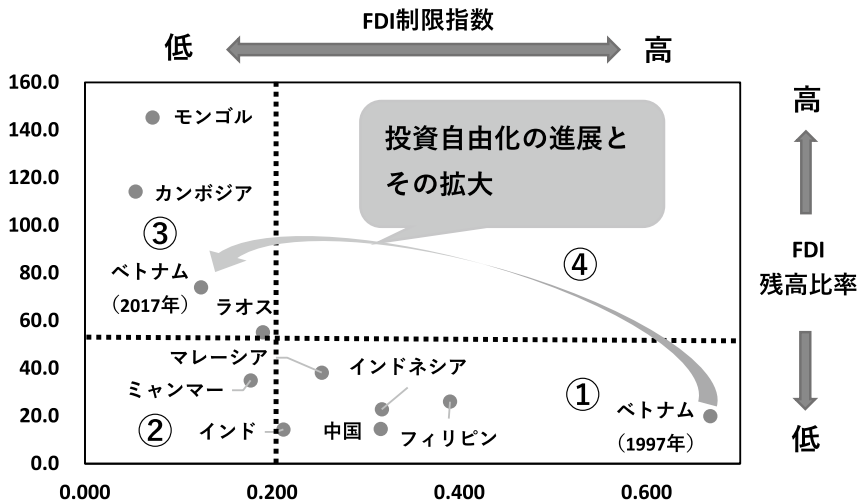 FDI制限指数
低
高
160.0
140.0
120.0
100.0
80.0
60.0
40.0
20.0
0.0
0.000
0.200
0.400
0.600
モンゴル
カンボジア
③
ベトナム
(2017年)
ラオス
投資自由化の進展と
その拡大
④
マレーシア
ミャンマー
②
インド
インドネシア
中国
フィリピン
①
ベトナム
(1997年)
高
FDI
残高比率
低